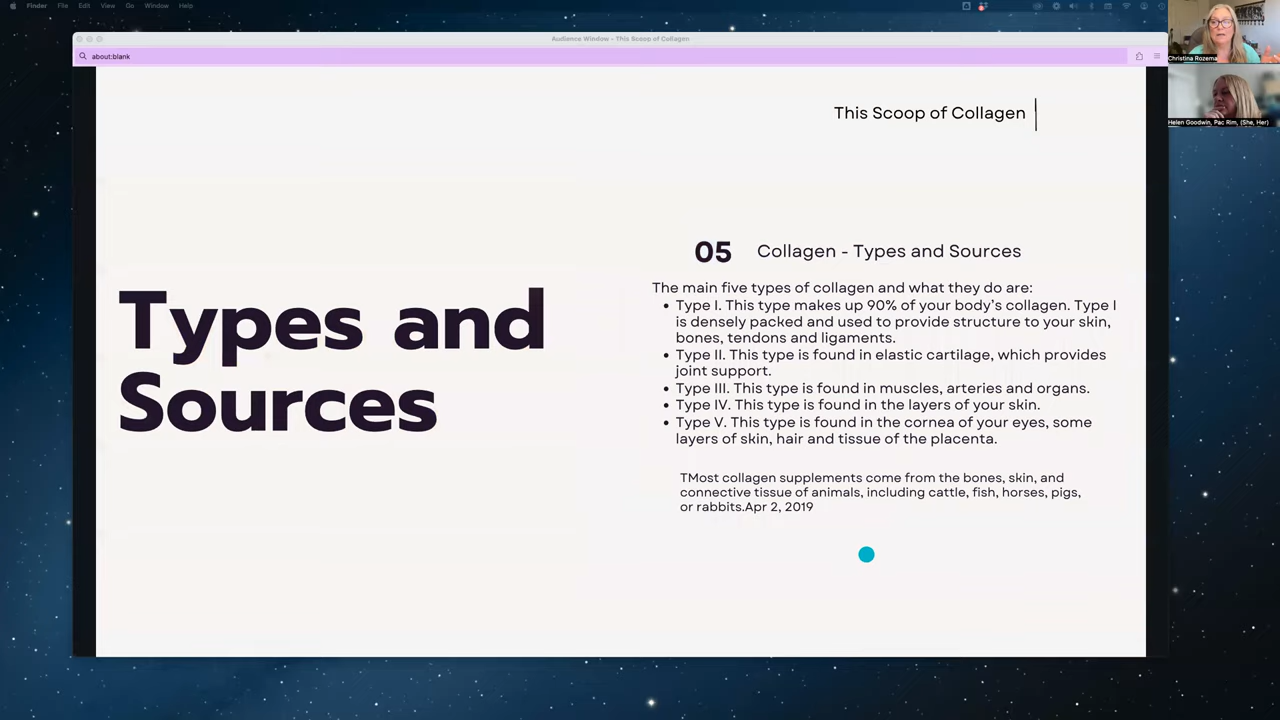 Finder File Edit View Go Window Help
Audience Window - This Scoop of Collagen
about:blank
Christina Rozema
Helen Goodwin, Pac Rim, (She, Her)
This Scoop of Collagen
Types and
Sources
05 Collagen - Types and Sources
The main five types of collagen and what they do are:
• Type I. This type makes up 90% of your body’s collagen. Type I
is densely packed and used to provide structure to your skin,
bones, tendons and ligaments.
• Type II. This type is found in elastic cartilage, which provides
joint support.
• Type III. This type is found in muscles, arteries and organs.
• Type IV. This type is found in the layers of your skin.
• Type V. This type is found in the cornea of your eyes, some
layers of skin, hair and tissue of the placenta.
TMost collagen supplements come from the bones, skin, and
connective tissue of animals, including cattle, fish, horses, pigs,
or rabbits.Apr 2, 2019